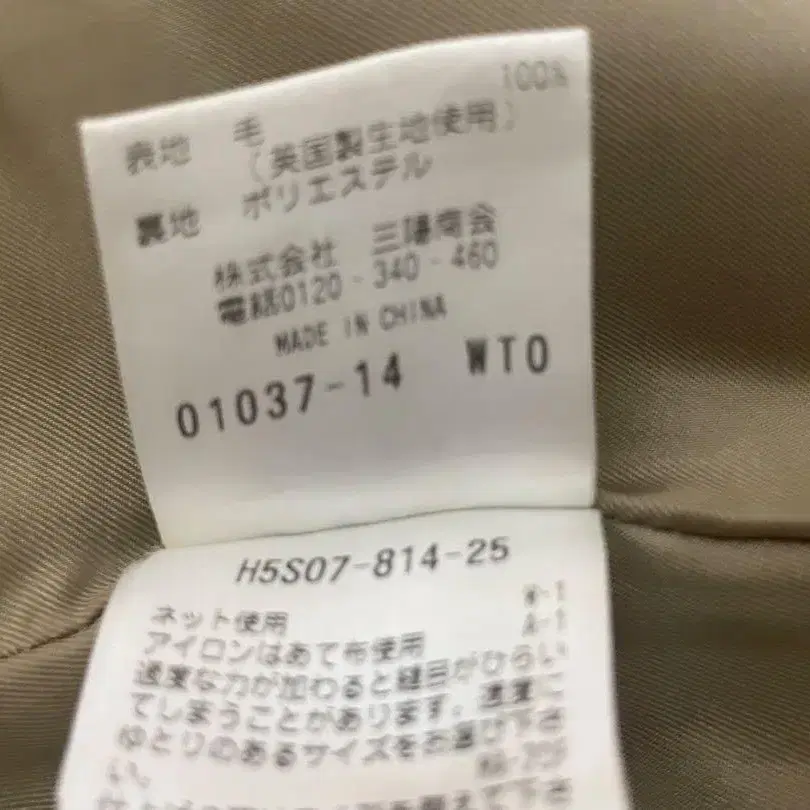 100%
表地 毛
(英国製生地使用)
裏地 ポリエステル
株式会社 三陽商会
電話0120-340-460
MADE IN CHINA
01037-14 WTO
H5S07-814-25
ネット使用
アイロンはあて布使用
過度な力が加わると縫目がひらい
てしまうことがあります。適度に
ゆとりのあるサイズをお選び下さ
い。